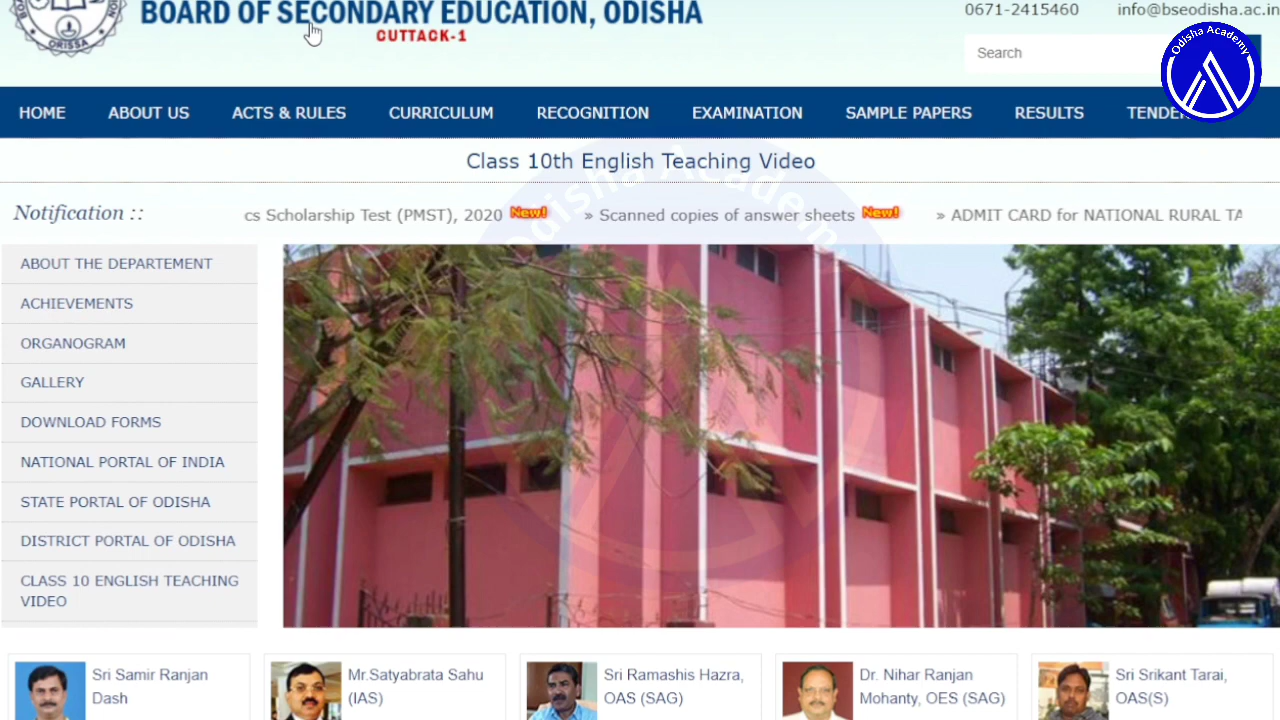 BOARD OF SECONDARY EDUCATION, ODISHA
CUTTACK-1
ORISSA
0671-2415460 info@bseodisha.ac.in
Search
Odisha Academy
HOME ABOUT US ACTS & RULES CURRICULUM RECOGNITION EXAMINATION SAMPLE PAPERS RESULTS TENDER
Class 10th English Teaching Video
Notification :: cs Scholarship Test (PMST), 2020 New! » Scanned copies of answer sheets New! » ADMIT CARD for NATIONAL RURAL TA
Odisha Academy
ABOUT THE DEPARTEMENT
ACHIEVEMENTS
ORGANOGRAM
GALLERY
DOWNLOAD FORMS
NATIONAL PORTAL OF INDIA
STATE PORTAL OF ODISHA
DISTRICT PORTAL OF ODISHA
CLASS 10 ENGLISH TEACHING
VIDEO
Sri Samir Ranjan
Dash
Mr.Satyabrata Sahu
(IAS)
Sri Ramashis Hazra,
OAS (SAG)
Dr. Nihar Ranjan
Mohanty, OES (SAG)
Sri Srikant Tarai,
OAS(S)